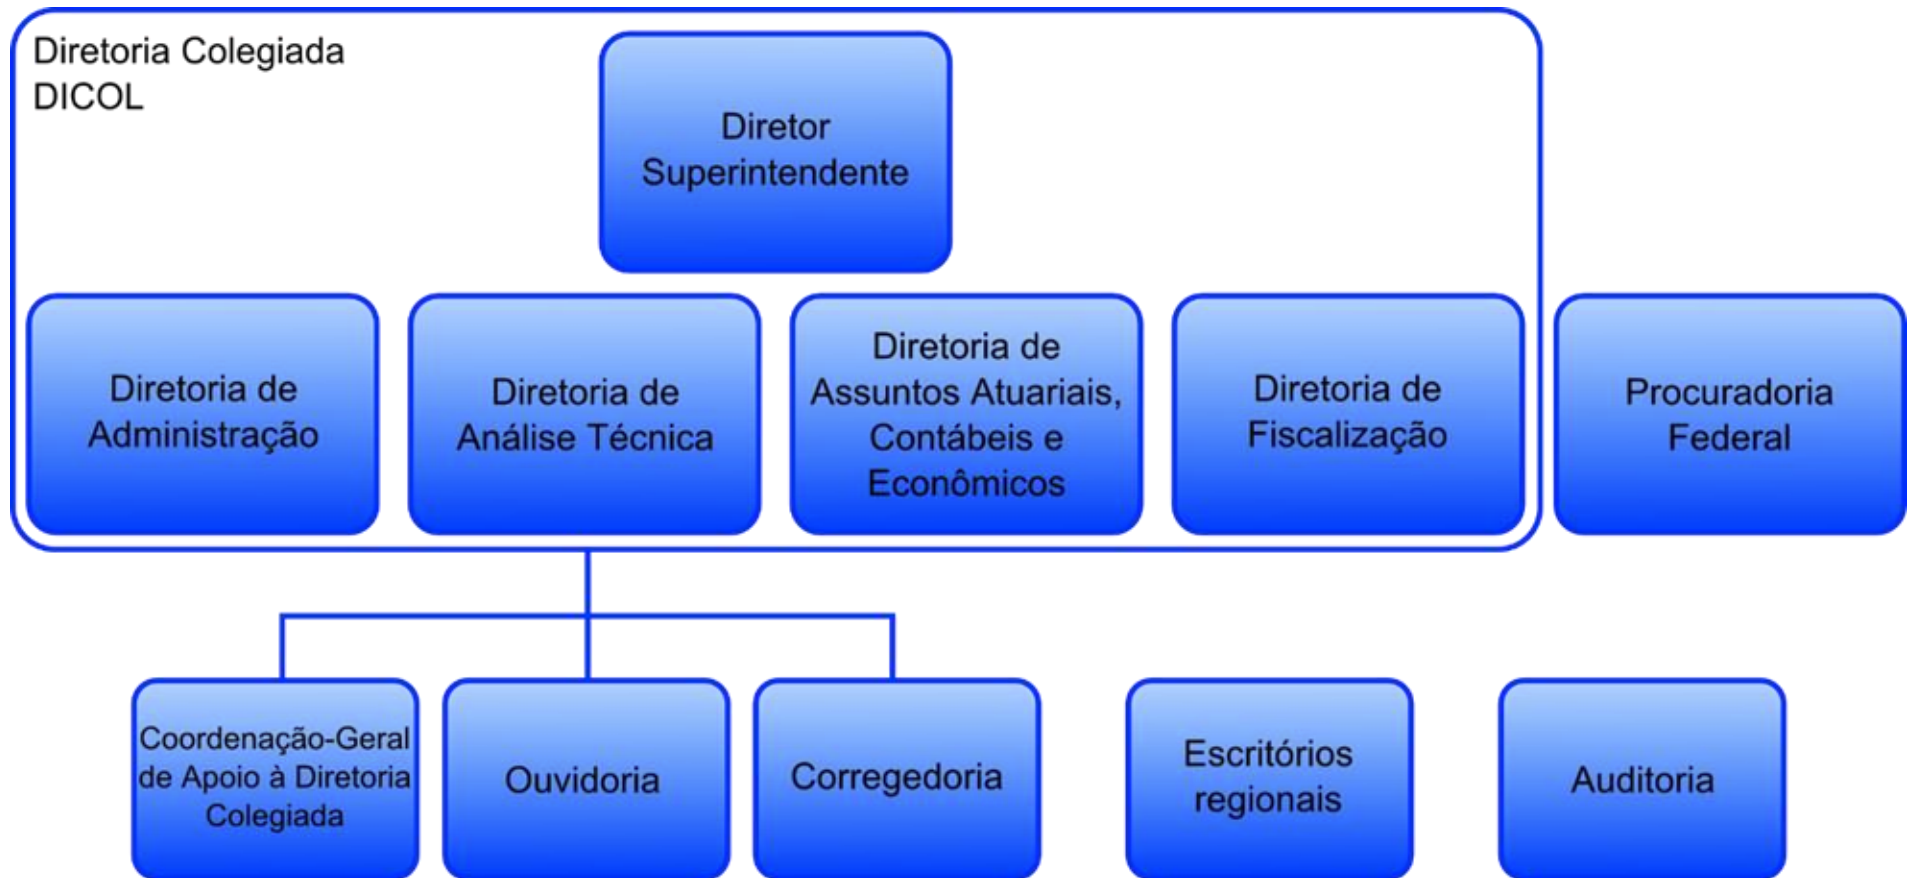 Diretoria Colegiada
DICOL
Diretor
Superintendente
Diretoria de
Administração
Diretoria de
Análise Técnica
Diretoria de
Assuntos Atuariais,
Contábeis e
Econômicos
Diretoria de
Fiscalização
Procuradoria
Federal
Coordenação-Geral
de Apoio à Diretoria
Colegiada
Ouvidoria
Corregedoria
Escritórios
regionais
Auditoria